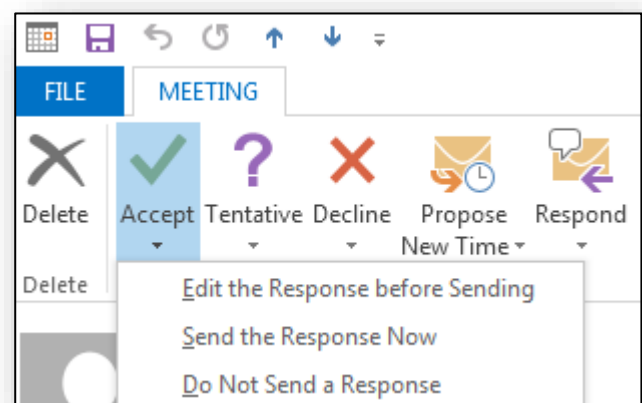 FILE MEETING
Delete Accept Tentative Decline Propose New Time Respond
Delete
Edit the Response before Sending
Send the Response Now
Do Not Send a Response